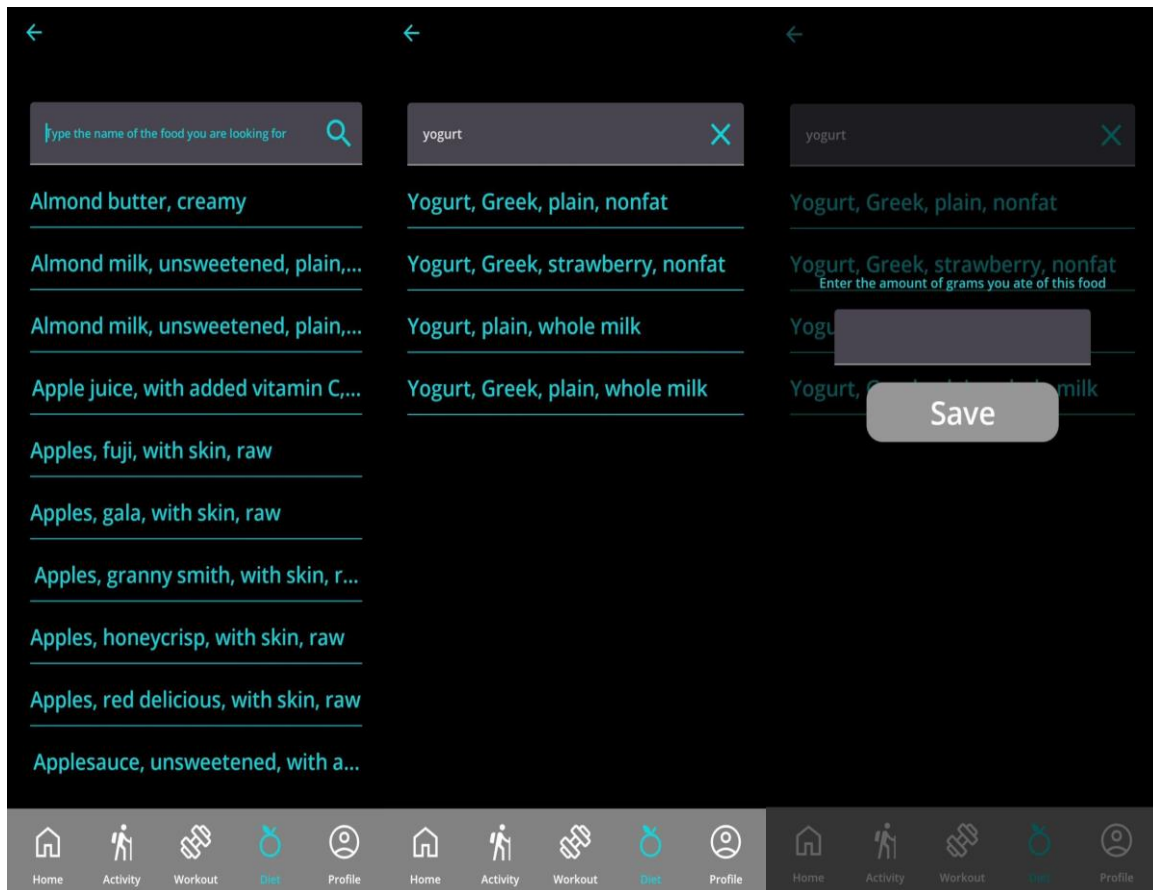 Type the name of the food you are looking for
Almond butter, creamy
Almond milk, unsweetened, plain,...
Almond milk, unsweetened, plain,...
Apple juice, with added vitamin C,...
Apples, fuji, with skin, raw
Apples, gala, with skin, raw
Apples, granny smith, with skin, r...
Apples, honeycrisp, with skin, raw
Apples, red delicious, with skin, raw
Applesauce, unsweetened, with a...
Home Activity Workout Diet Profile
yogurt
Yogurt, Greek, plain, nonfat
Yogurt, Greek, strawberry, nonfat
Yogurt, plain, whole milk
Yogurt, Greek, plain, whole milk
Home Activity Workout Diet Profile
yogurt
Yogurt, Greek, plain, nonfat
Yogurt, Greek, strawberry, nonfat
Enter the amount of grams you ate of this food
Yogurt, milk
Save
Home Activity Workout Diet Profile